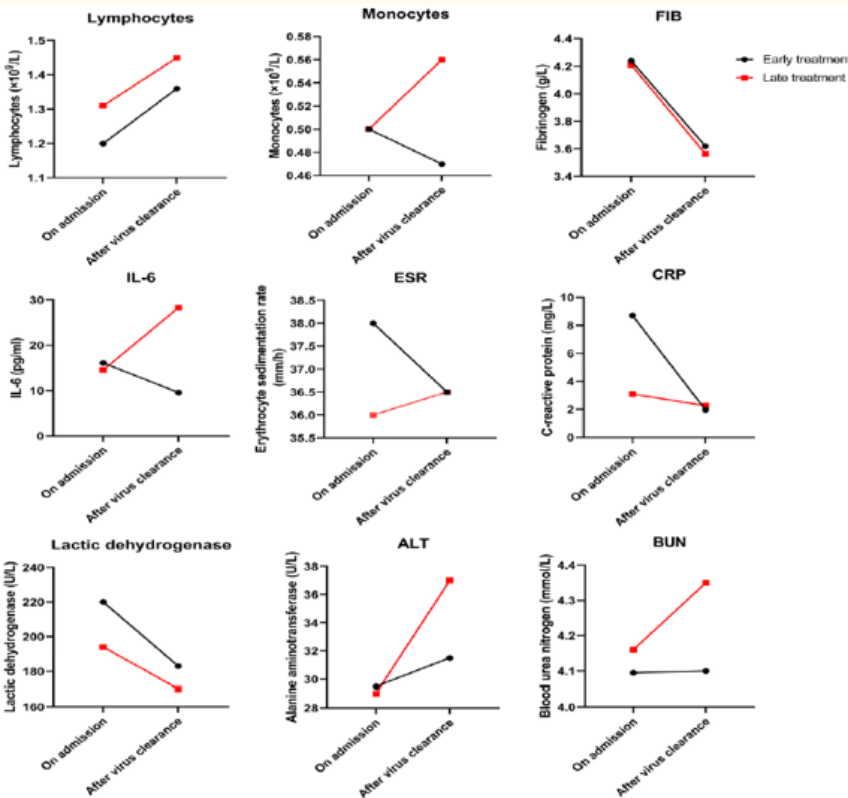 Lymphocytes
Lymphocytes (×10⁹/L)
1.5
1.4
1.3
1.2
1.1
On admission
After virus clearance
Monocytes
Monocytes (×10⁹/L)
0.58
0.56
0.54
0.52
0.50
0.48
0.46
On admission
After virus clearance
FIB
Fibrinogen (g/L)
4.4
4.2
4.0
3.8
3.6
3.4
On admission
After virus clearance
Early treatment
Late treatment
IL-6
IL-6 (pg/ml)
30
20
10
0
On admission
After virus clearance
ESR
Erythrocyte sedimentation rate
(mm/h)
38.5
38.0
37.5
37.0
36.5
36.0
35.5
On admission
After virus clearance
CRP
C-reactive protein (mg/L)
10
8
6
4
2
0
On admission
After virus clearance
Lactic dehydrogenase
Lactic dehydrogenase (U/L)
240
220
200
180
160
On admission
After virus clearance
ALT
Alanine aminotransferase (U/L)
38
36
34
32
30
28
On admission
After virus clearance
BUN
Blood urea nitrogen (mmol/L)
4.4
4.3
4.2
4.1
4.0
On admission
After virus clearance